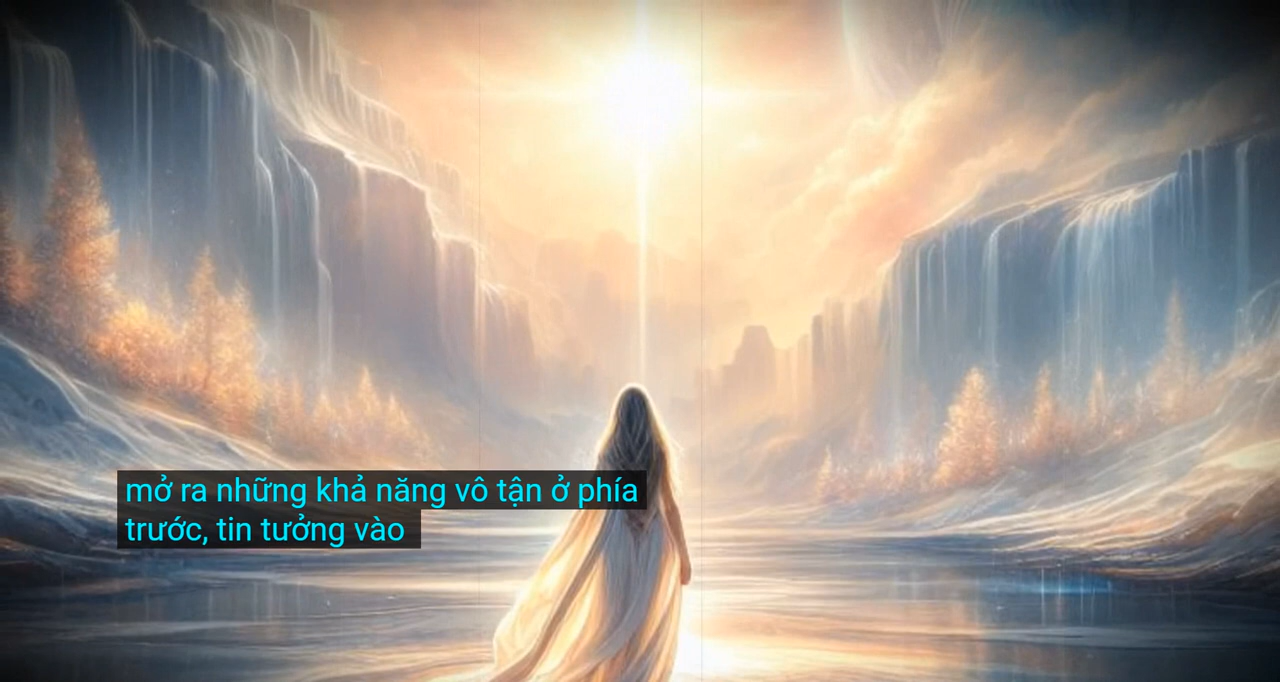 mở ra những khả năng vô tận ở phía
trước, tin tưởng vào